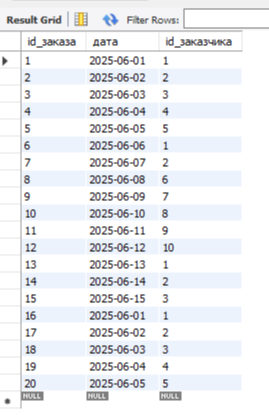 Result Grid Filter Rows:
id_заказа дата id_заказчика
1 2025-06-01 1
2 2025-06-02 2
3 2025-06-03 3
4 2025-06-04 4
5 2025-06-05 5
6 2025-06-06 1
7 2025-06-07 2
8 2025-06-08 6
9 2025-06-09 7
10 2025-06-10 8
11 2025-06-11 9
12 2025-06-12 10
13 2025-06-13 1
14 2025-06-14 2
15 2025-06-15 3
16 2025-06-01 1
17 2025-06-02 2
18 2025-06-03 3
19 2025-06-04 4
20 2025-06-05 5
NULL NULL NULL